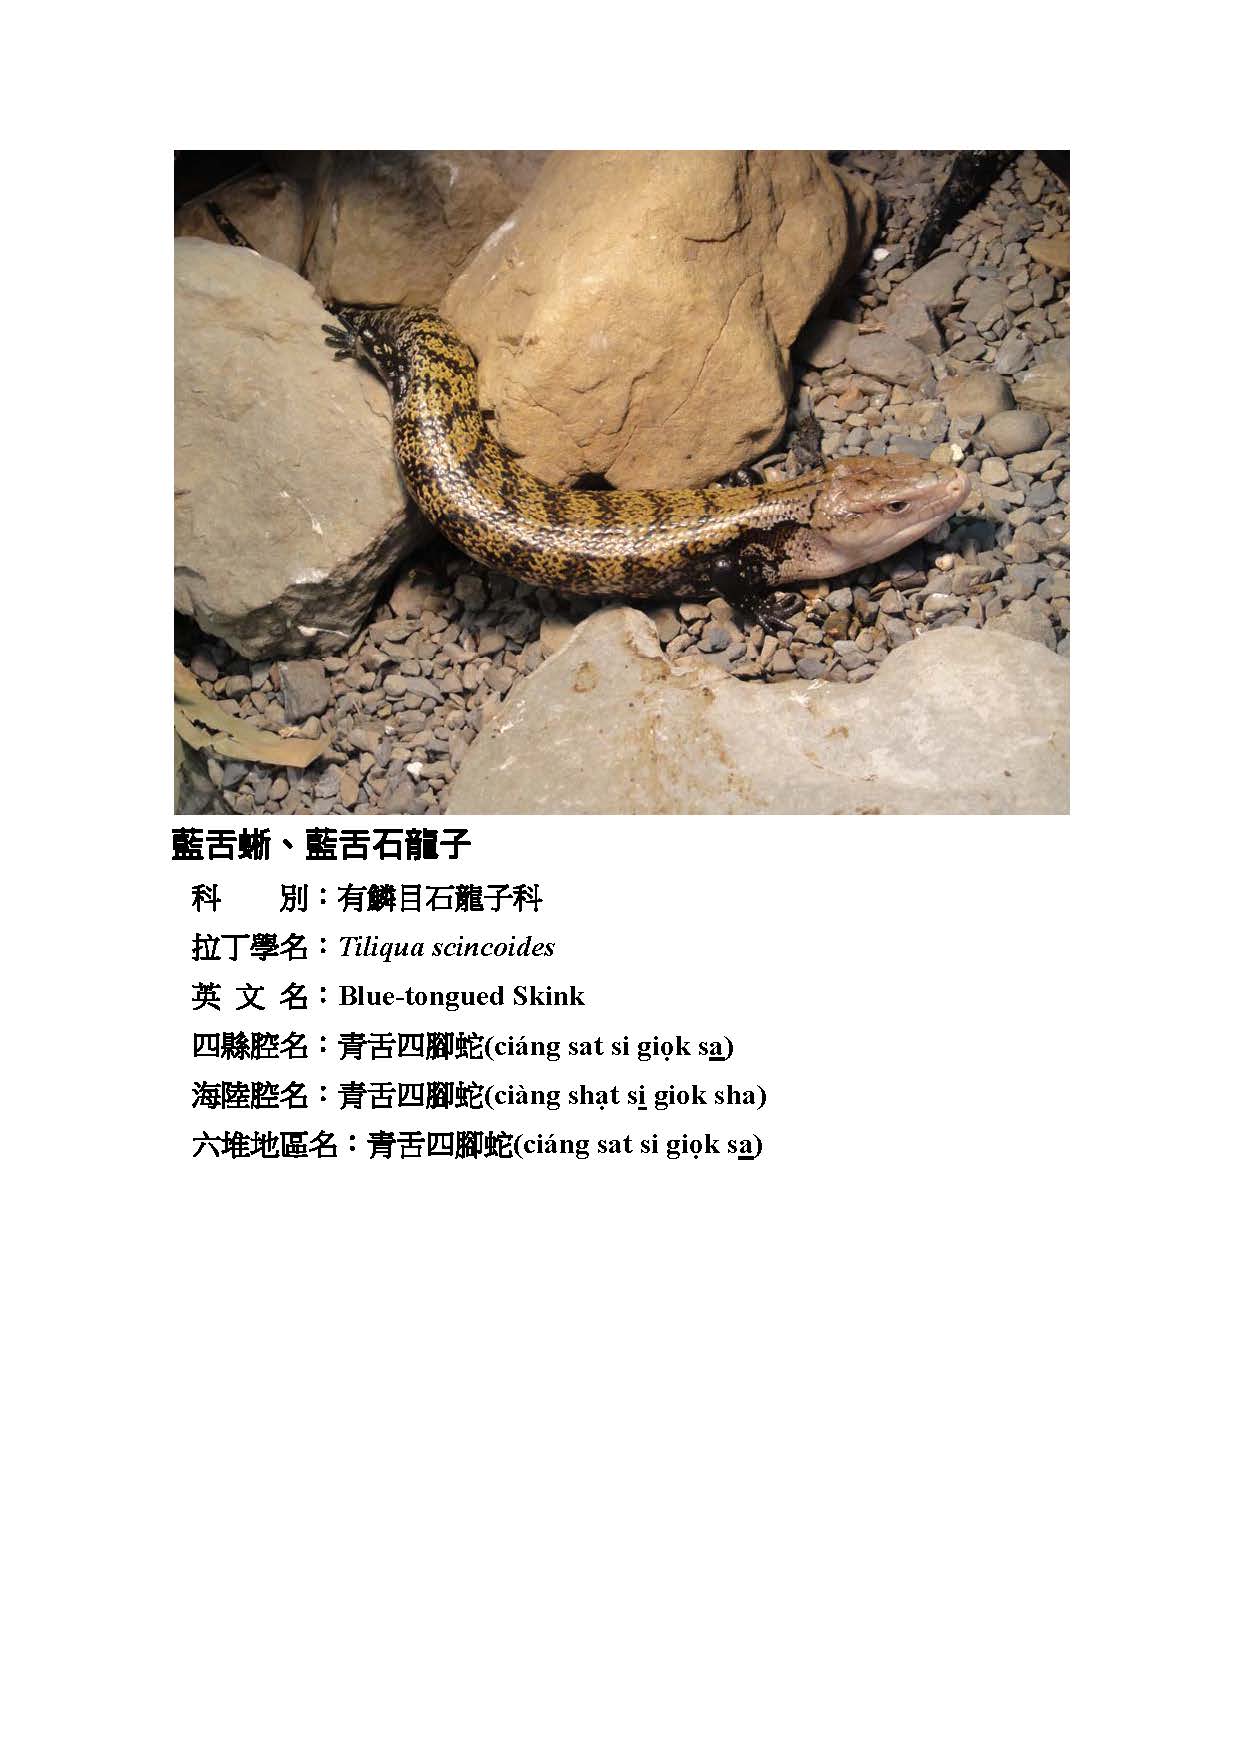 藍舌蜥、藍舌石龍子
科　　別：有鱗目石龍子科
拉丁學名：Tiliqua scincoides
英 文 名：Blue-tongued Skink
四縣腔名：青舌四腳蛇(ciáng sat si giọk sa̲)
海陸腔名：青舌四腳蛇(ciàng shạt si̲ giok sha)
六堆地區名：青舌四腳蛇(ciáng sat si giọk sa̲)